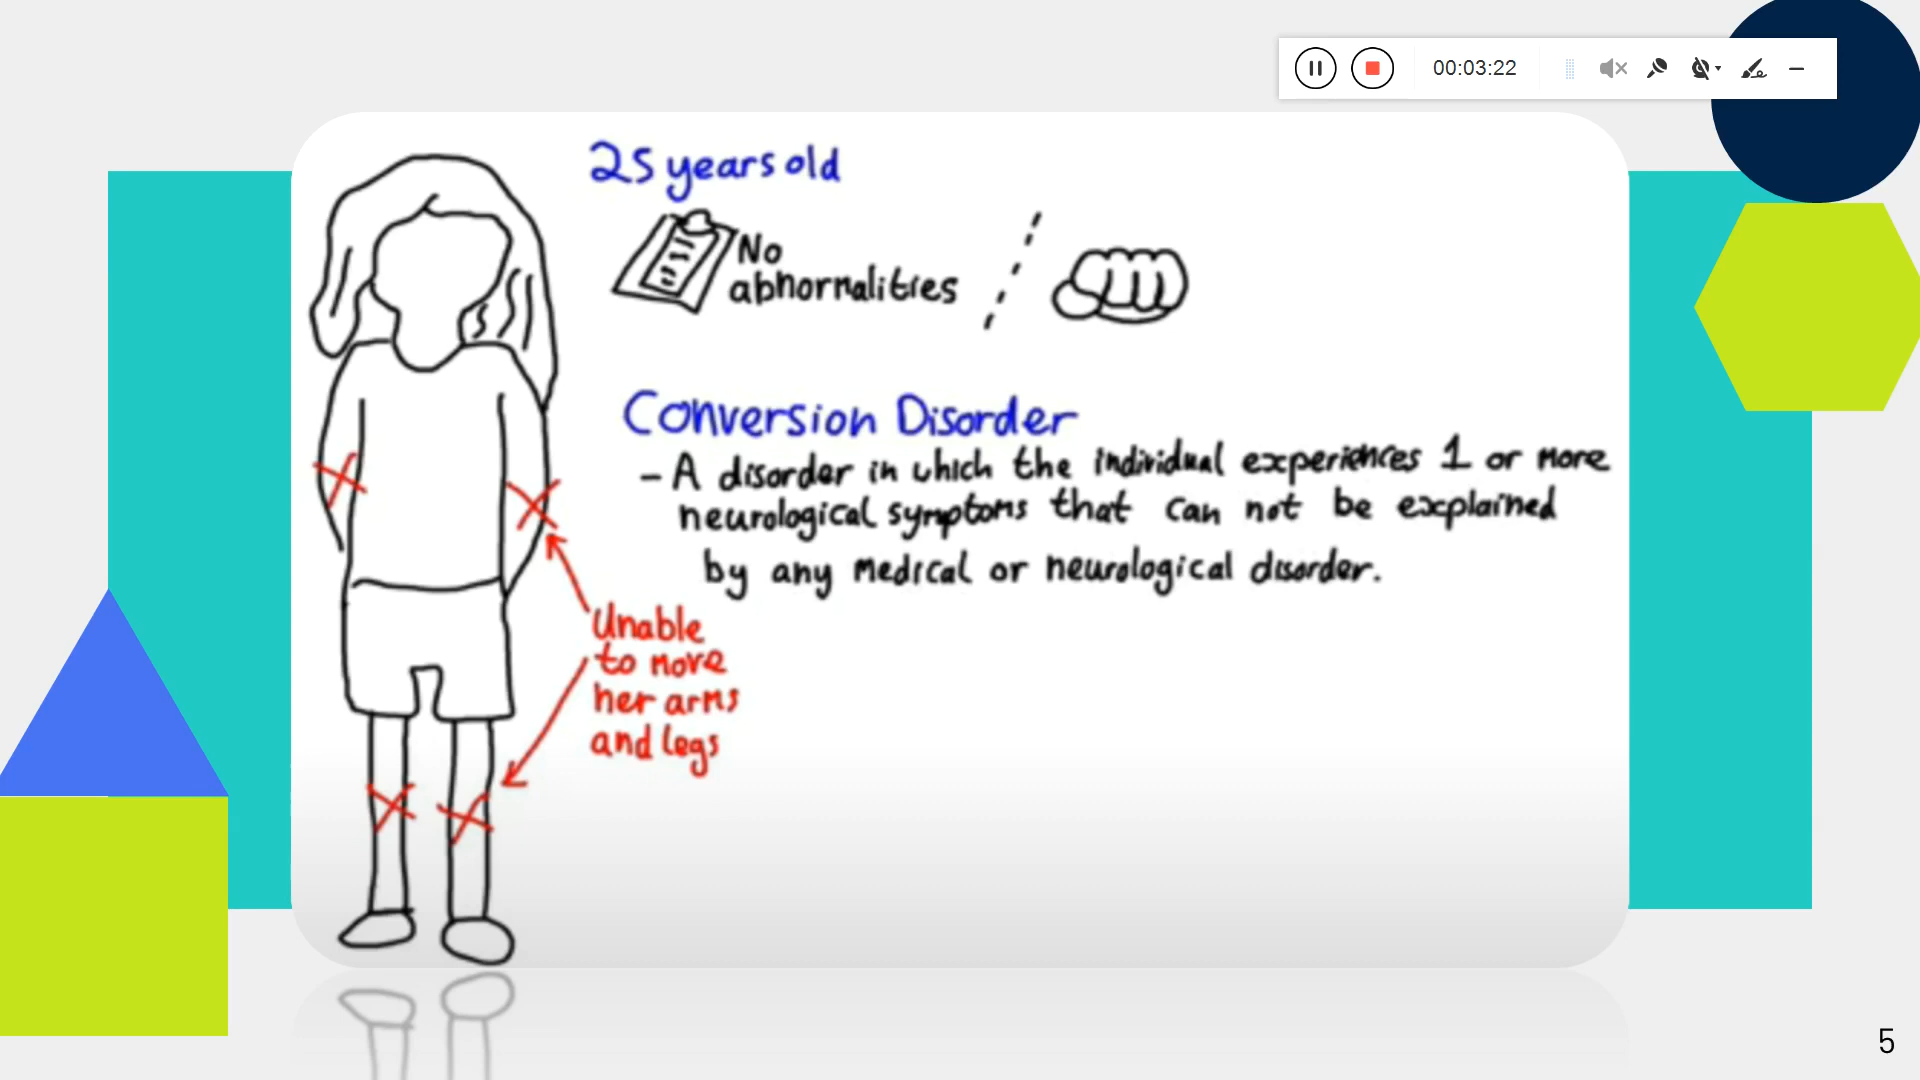 00:03:22
25 years old
No
abnormalities
Conversion Disorder
- A disorder in which the individual experiences 1 or more
neurological symptoms that can not be explained
by any medical or neurological disorder.
Unable
to move
her arms
and legs
5